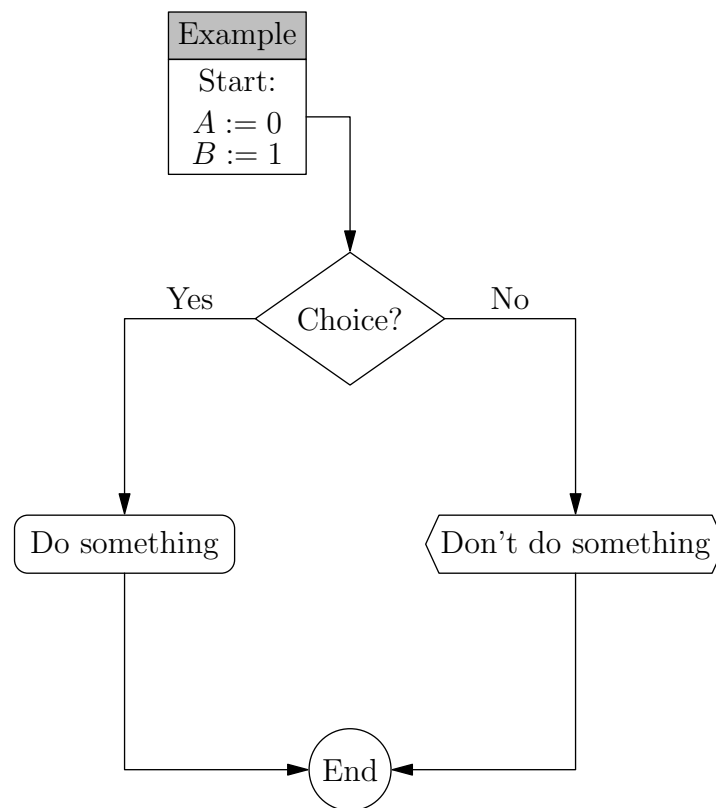 Example
Start:
A := 0
B := 1
Yes
Choice?
No
Do something
Don't do something
End